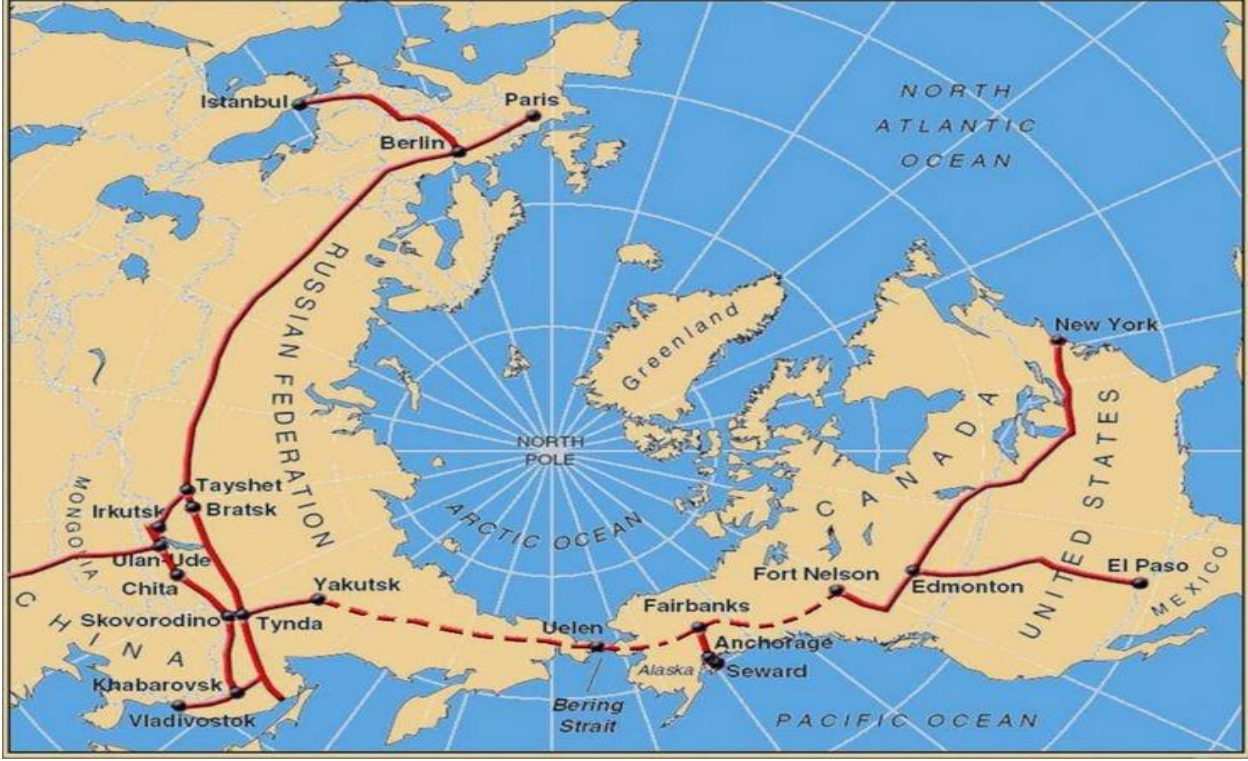 NORTH
ATLANTIC
OCEAN
Istanbul
Paris
Berlin
RUSSIAN FEDERATION
Greenland
New York
CANADA
UNITED STATES
NORTH
POLE
ARCTIC OCEAN
Tayshet
Bratsk
Irkutsk
MONGOLIA
Ulan-Ude
Chita
Yakutsk
Skovorodino
Tynda
CHINA
Khabarovsk
Vladivostok
Uelen
Bering
Strait
Fairbanks
Anchorage
Alaska
Seward
Fort Nelson
Edmonton
El Paso
MEXICO
PACIFIC OCEAN